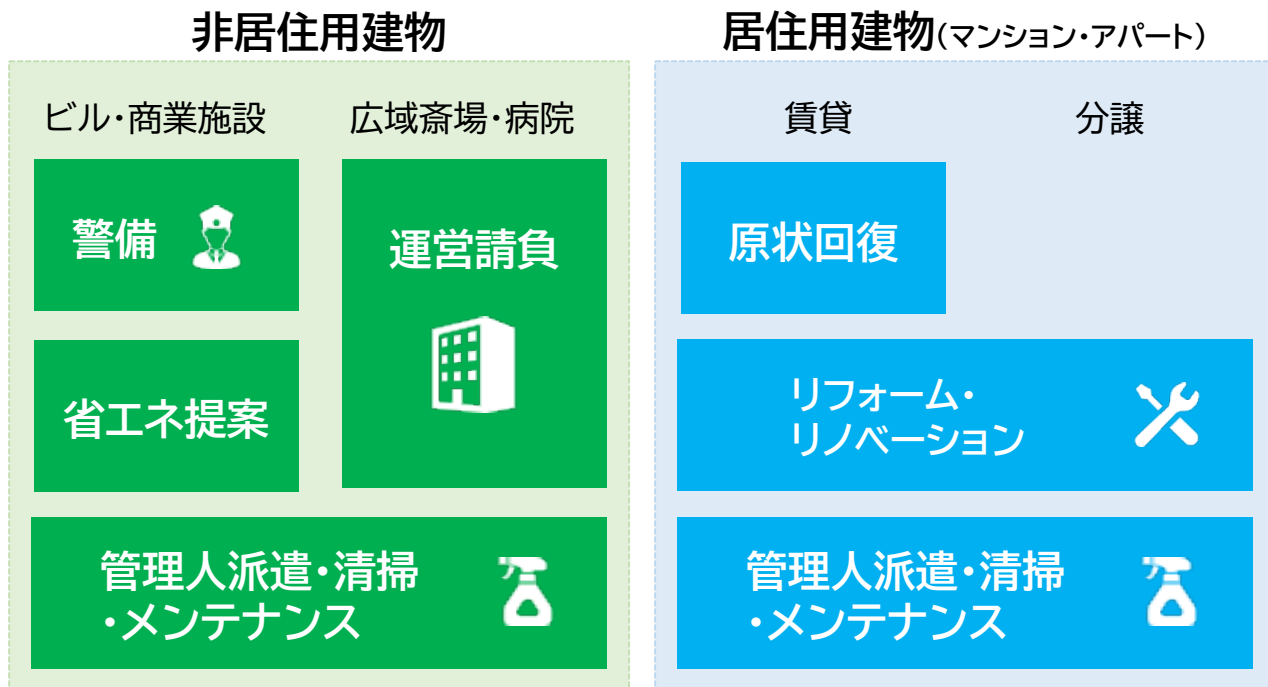 非居住用建物
ビル・商業施設
広域斎場・病院
警備
運営請負
省エネ提案
管理人派遣・清掃
・メンテナンス
居住用建物(マンション・アパート)
賃貸
分譲
原状回復
リフォーム・
リノベーション
管理人派遣・清掃
・メンテナンス